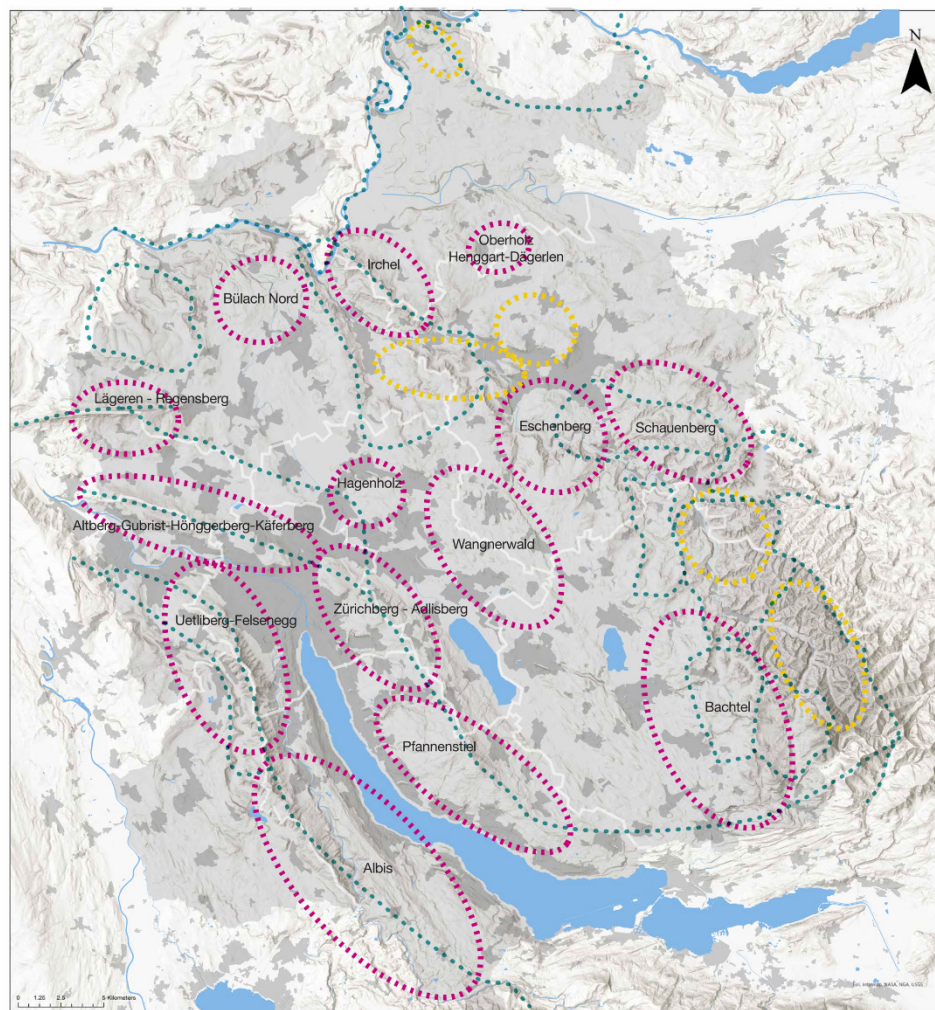 N
Oberholz
Henggart-Dägerlen
Irchel
Bülach Nord
Lägeren - Regensberg
Eschenberg
Schauenberg
Hagenholz
Altberg-Gubrist-Hönggerberg-Käferberg
Wangnerwald
Zürichberg - Adlisberg
Uetliberg-Felsenegg
Bachtel
Pfannenstiel
Albis
0 1.25 2.5 5 Kilometers